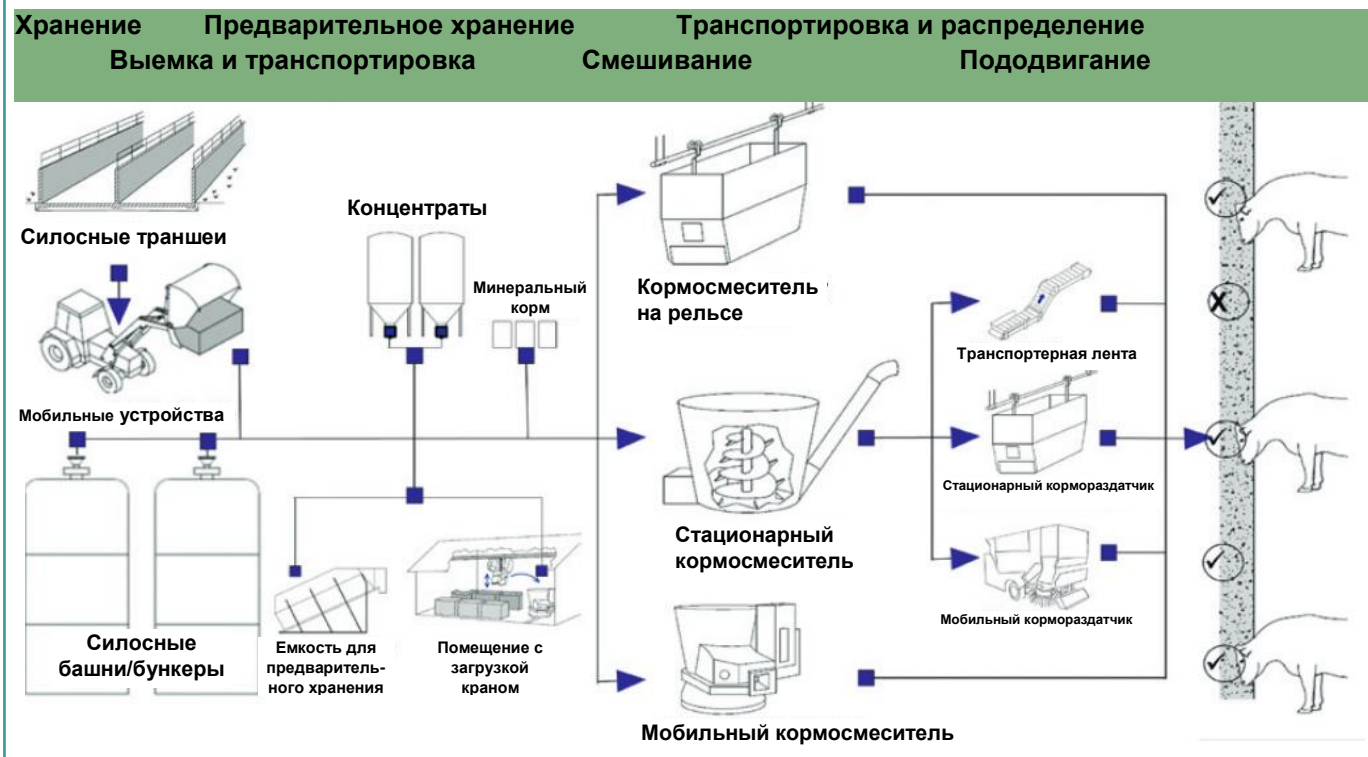 Хранение Предварительное хранение Транспортировка и распределение
Выемка и транспортировка Смешивание Пододвигание
Силосные траншеи
Мобильные устройства
Силосные
башни/бункеры
Концентраты
Минеральный
корм
Емкость для
предваритель-
ного хранения
Помещение с
загрузкой
краном
Кормосмеситель
на рельсе
Стационарный
кормосмеситель
Мобильный кормосмеситель
Транспортерная лента
Стационарный кормораздатчик
Мобильный кормораздатчик
X